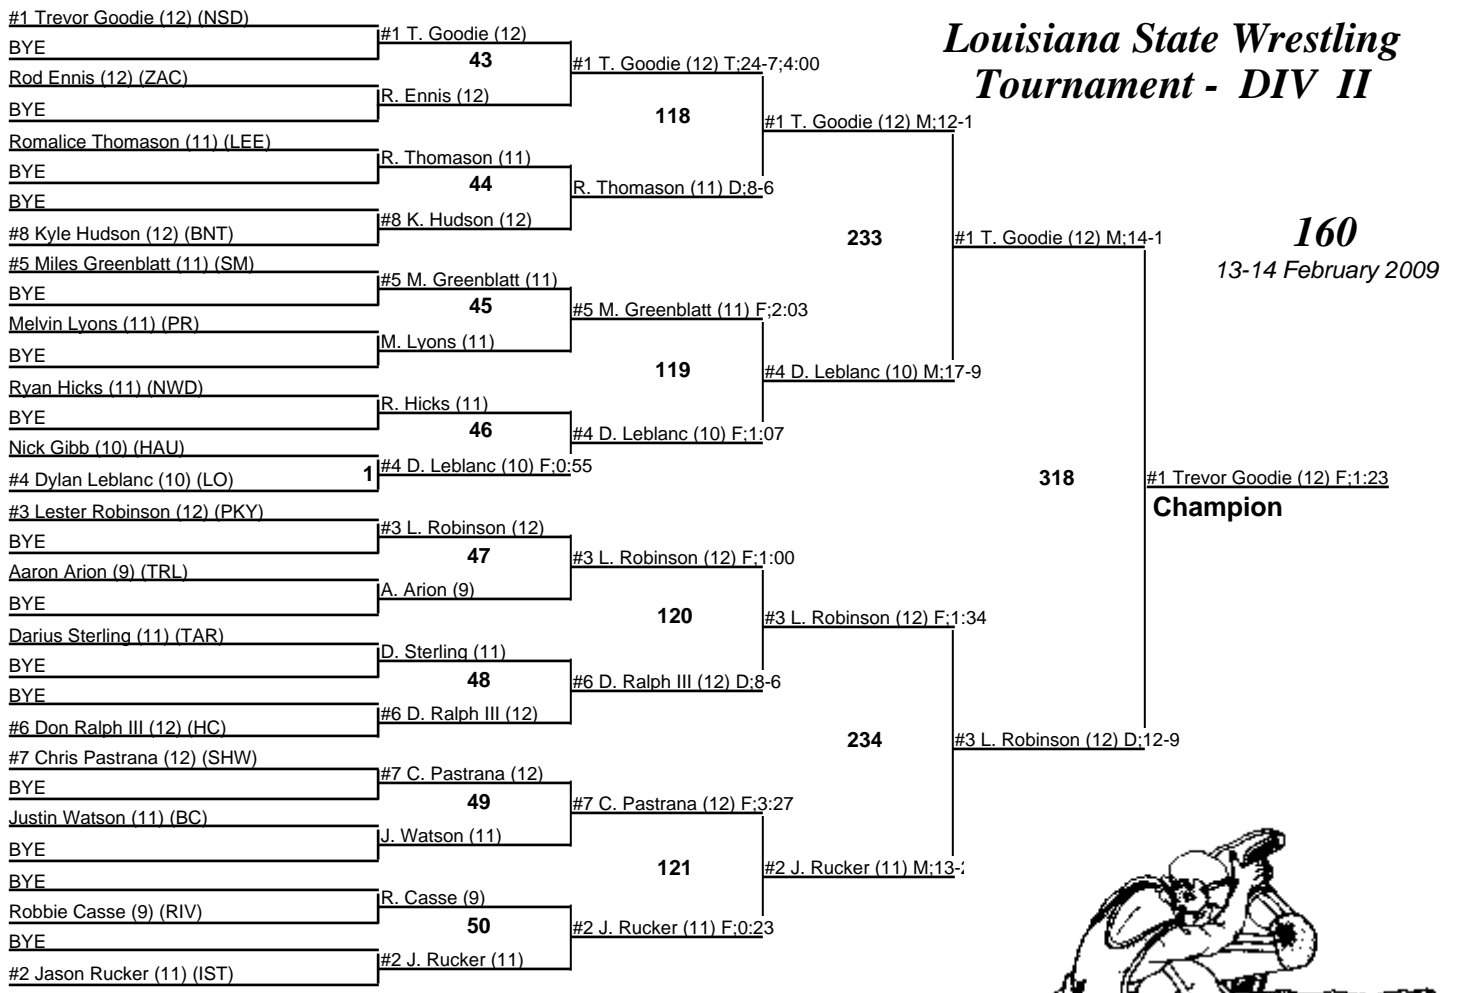 Louisiana State Wrestling
Tournament - DIV II
160
13-14 February 2009
#1 Trevor Goodie (12) (NSD)
BYE
Rod Ennis (12) (ZAC)
BYE
Romalice Thomason (11) (LEE)
BYE
BYE
#8 Kyle Hudson (12) (BNT)
#5 Miles Greenblatt (11) (SM)
BYE
Melvin Lyons (11) (PR)
BYE
Ryan Hicks (11) (NWD)
BYE
Nick Gibb (10) (HAU)
1
#4 Dylan Leblanc (10) (LO)
#3 Lester Robinson (12) (PKY)
BYE
Aaron Arion (9) (TRL)
BYE
Darius Sterling (11) (TAR)
BYE
BYE
#6 Don Ralph III (12) (HC)
#7 Chris Pastrana (12) (SHW)
BYE
Justin Watson (11) (BC)
BYE
BYE
Robbie Casse (9) (RIV)
BYE
#2 Jason Rucker (11) (IST)
#1 T. Goodie (12)
43
R. Ennis (12)
R. Thomason (11)
44
#8 K. Hudson (12)
#5 M. Greenblatt (11)
45
M. Lyons (11)
R. Hicks (11)
46
#4 D. Leblanc (10) F;0:55
#3 L. Robinson (12)
47
A. Arion (9)
D. Sterling (11)
48
#6 D. Ralph III (12)
#7 C. Pastrana (12)
49
J. Watson (11)
R. Casse (9)
50
#2 J. Rucker (11)
#1 T. Goodie (12) T;24-7;4:00
118
R. Thomason (11) D;8-6
#5 M. Greenblatt (11) F;2:03
119
#4 D. Leblanc (10) F;1:07
#3 L. Robinson (12) F;1:00
120
#6 D. Ralph III (12) D;8-6
#7 C. Pastrana (12) F;3:27
121
#2 J. Rucker (11) F;0:23
#1 T. Goodie (12) M;12-1
233
#4 D. Leblanc (10) M;17-9
#3 L. Robinson (12) F;1:34
234
#2 J. Rucker (11)
#1 T. Goodie (12) M;14-1
318
#3 L. Robinson (12) D;12-9
#1 Trevor Goodie (12) F;1:23
Champion